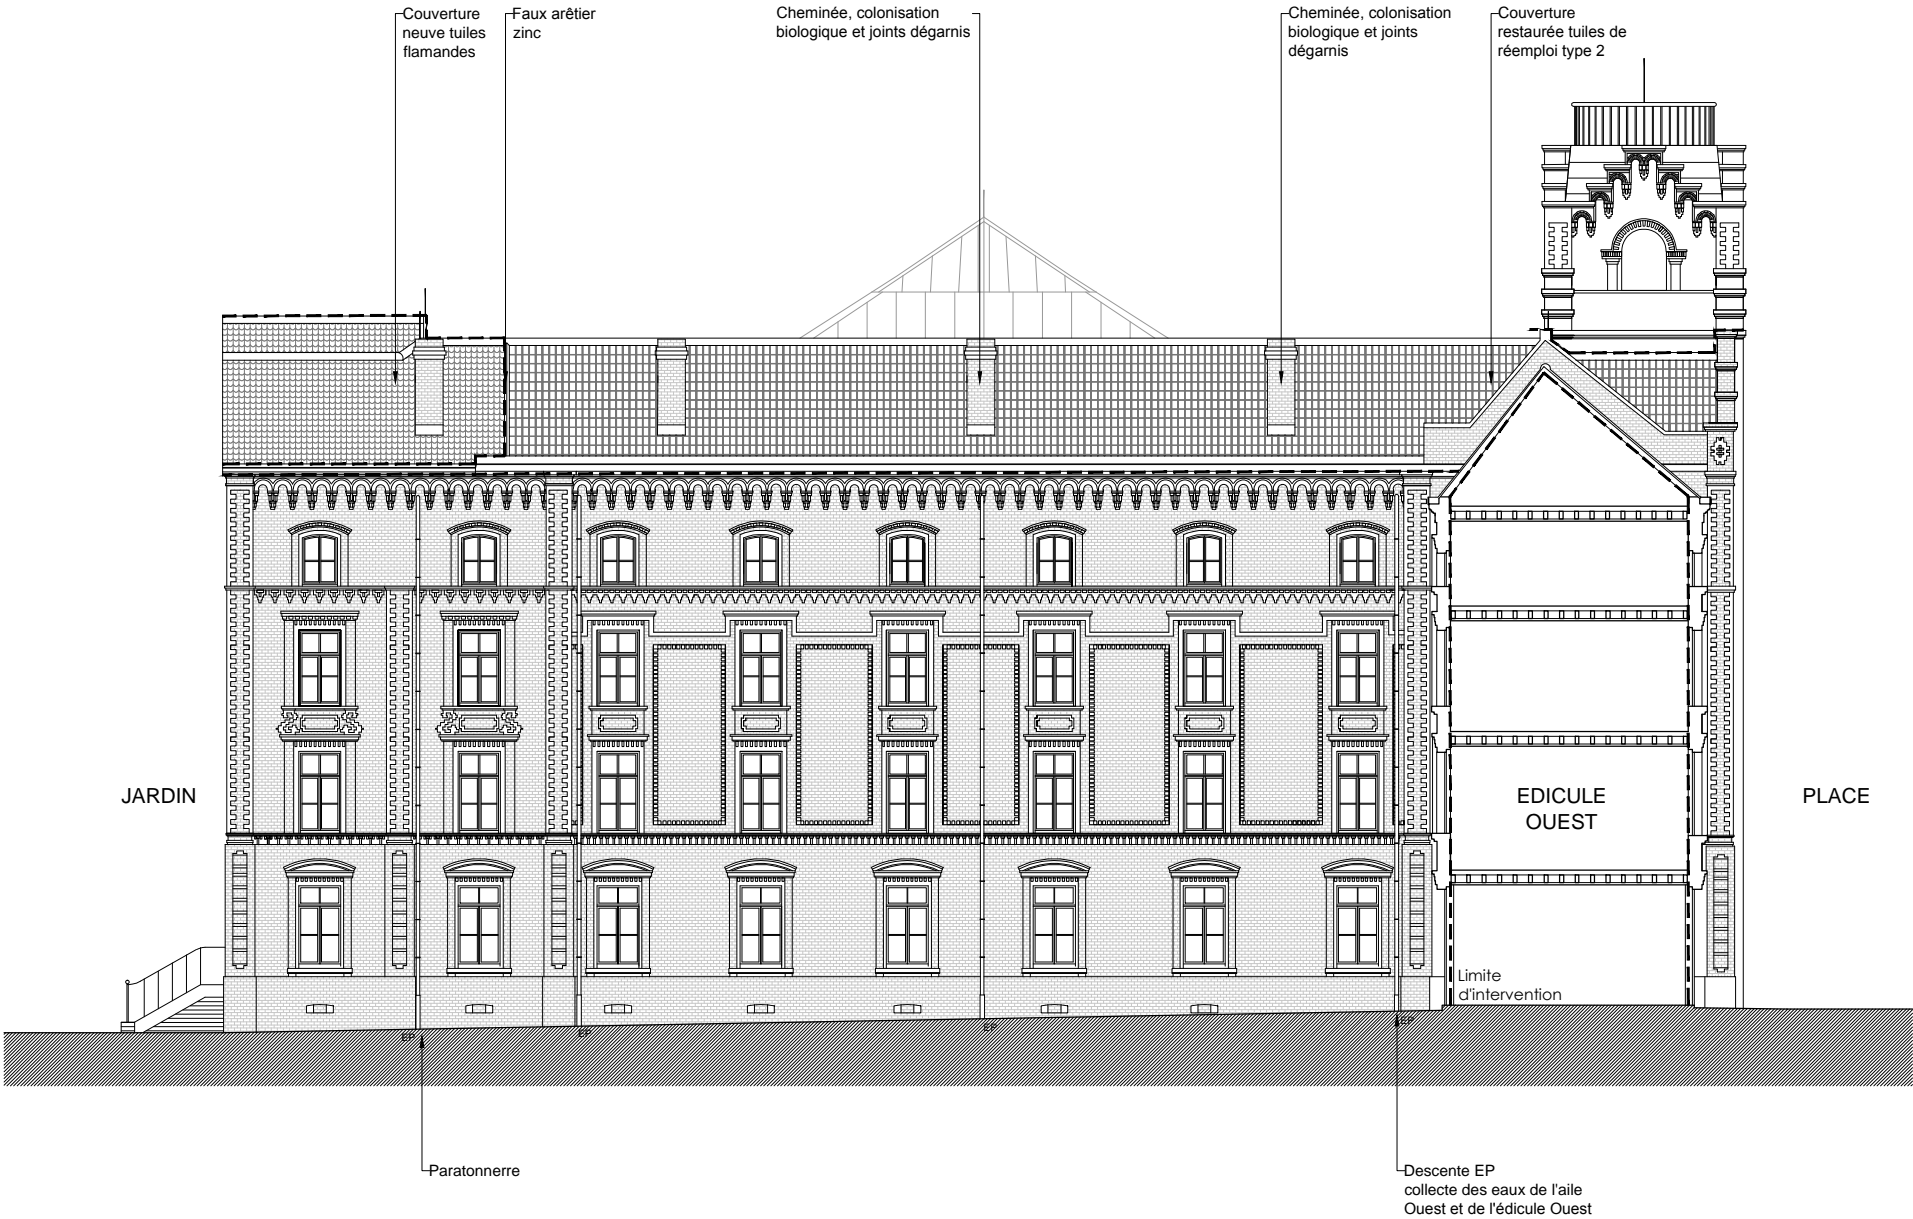 Couverture
neuve tuiles
flamandes
Faux arêtier
zinc
Cheminée, colonisation
biologique et joints dégarnis
Cheminée, colonisation
biologique et joints
dégarnis
Couverture
restaurée tuiles de
réemploi type 2
JARDIN
EDICULE
OUEST
PLACE
Limite
d'intervention
EP
EP
EP
EP
Paratonnerre
Descente EP
collecte des eaux de l'aile
Ouest et de l'édicule Ouest